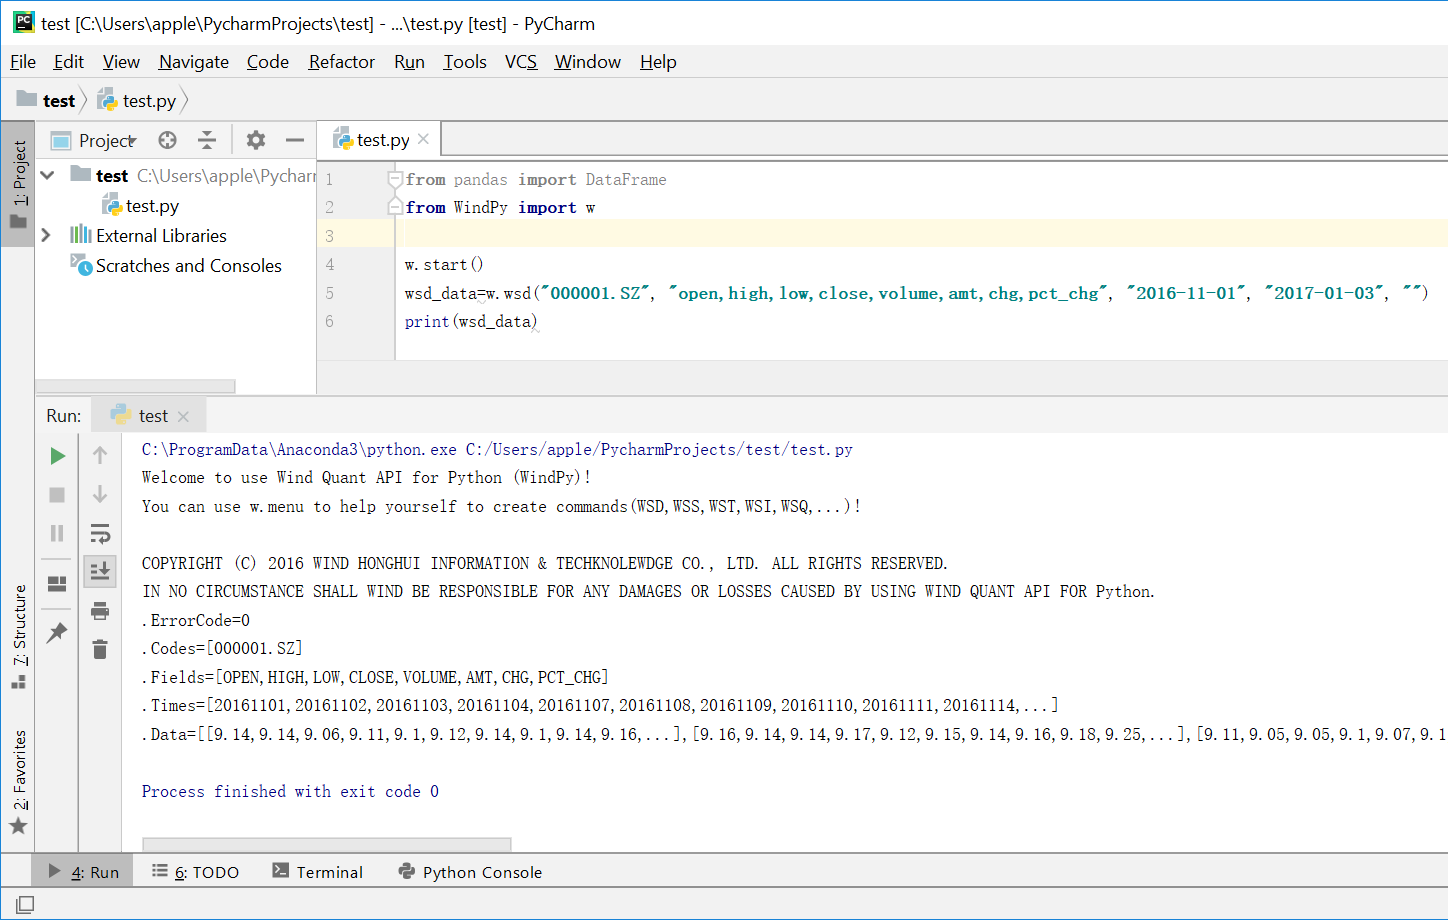 test [C:\Users\apple\PycharmProjects\test] - ...\test.py [test] - PyCharm
File Edit View Navigate Code Refactor Run Tools VCS Window Help
test test.py
1: Project
Project
test C:\Users\apple\Pycharm
test.py
External Libraries
Scratches and Consoles
test.py
1 from pandas import DataFrame
2 from WindPy import w
3
4 w.start()
5 wsd_data=w.wsd("000001.SZ", "open,high,low,close,volume,amt,chg,pct_chg", "2016-11-01", "2017-01-03", "")
6 print(wsd_data)
Run: test
C:\ProgramData\Anaconda3\python.exe C:/Users/apple/PycharmProjects/test/test.py
Welcome to use Wind Quant API for Python (WindPy)!
You can use w.menu to help yourself to create commands(WSD,WSS,WST,WSI,WSQ,...)!
COPYRIGHT (C) 2016 WIND HONGHUI INFORMATION & TECHKNOLEWDGE CO., LTD. ALL RIGHTS RESERVED.
IN NO CIRCUMSTANCE SHALL WIND BE RESPONSIBLE FOR ANY DAMAGES OR LOSSES CAUSED BY USING WIND QUANT API FOR Python.
.ErrorCode=0
.Codes=[000001.SZ]
.Fields=[OPEN,HIGH,LOW,CLOSE,VOLUME,AMT,CHG,PCT_CHG]
.Times=[20161101,20161102,20161103,20161104,20161107,20161108,20161109,20161110,20161111,20161114,...]
.Data=[[9.14,9.14,9.06,9.11,9.1,9.12,9.14,9.1,9.14,9.16,...],[9.16,9.14,9.14,9.17,9.12,9.15,9.14,9.16,9.18,9.25,...],[9.11,9.05,9.05,9.1,9.07,9.1
Process finished with exit code 0
7: Structure
2: Favorites
4: Run 6: TODO Terminal Python Console